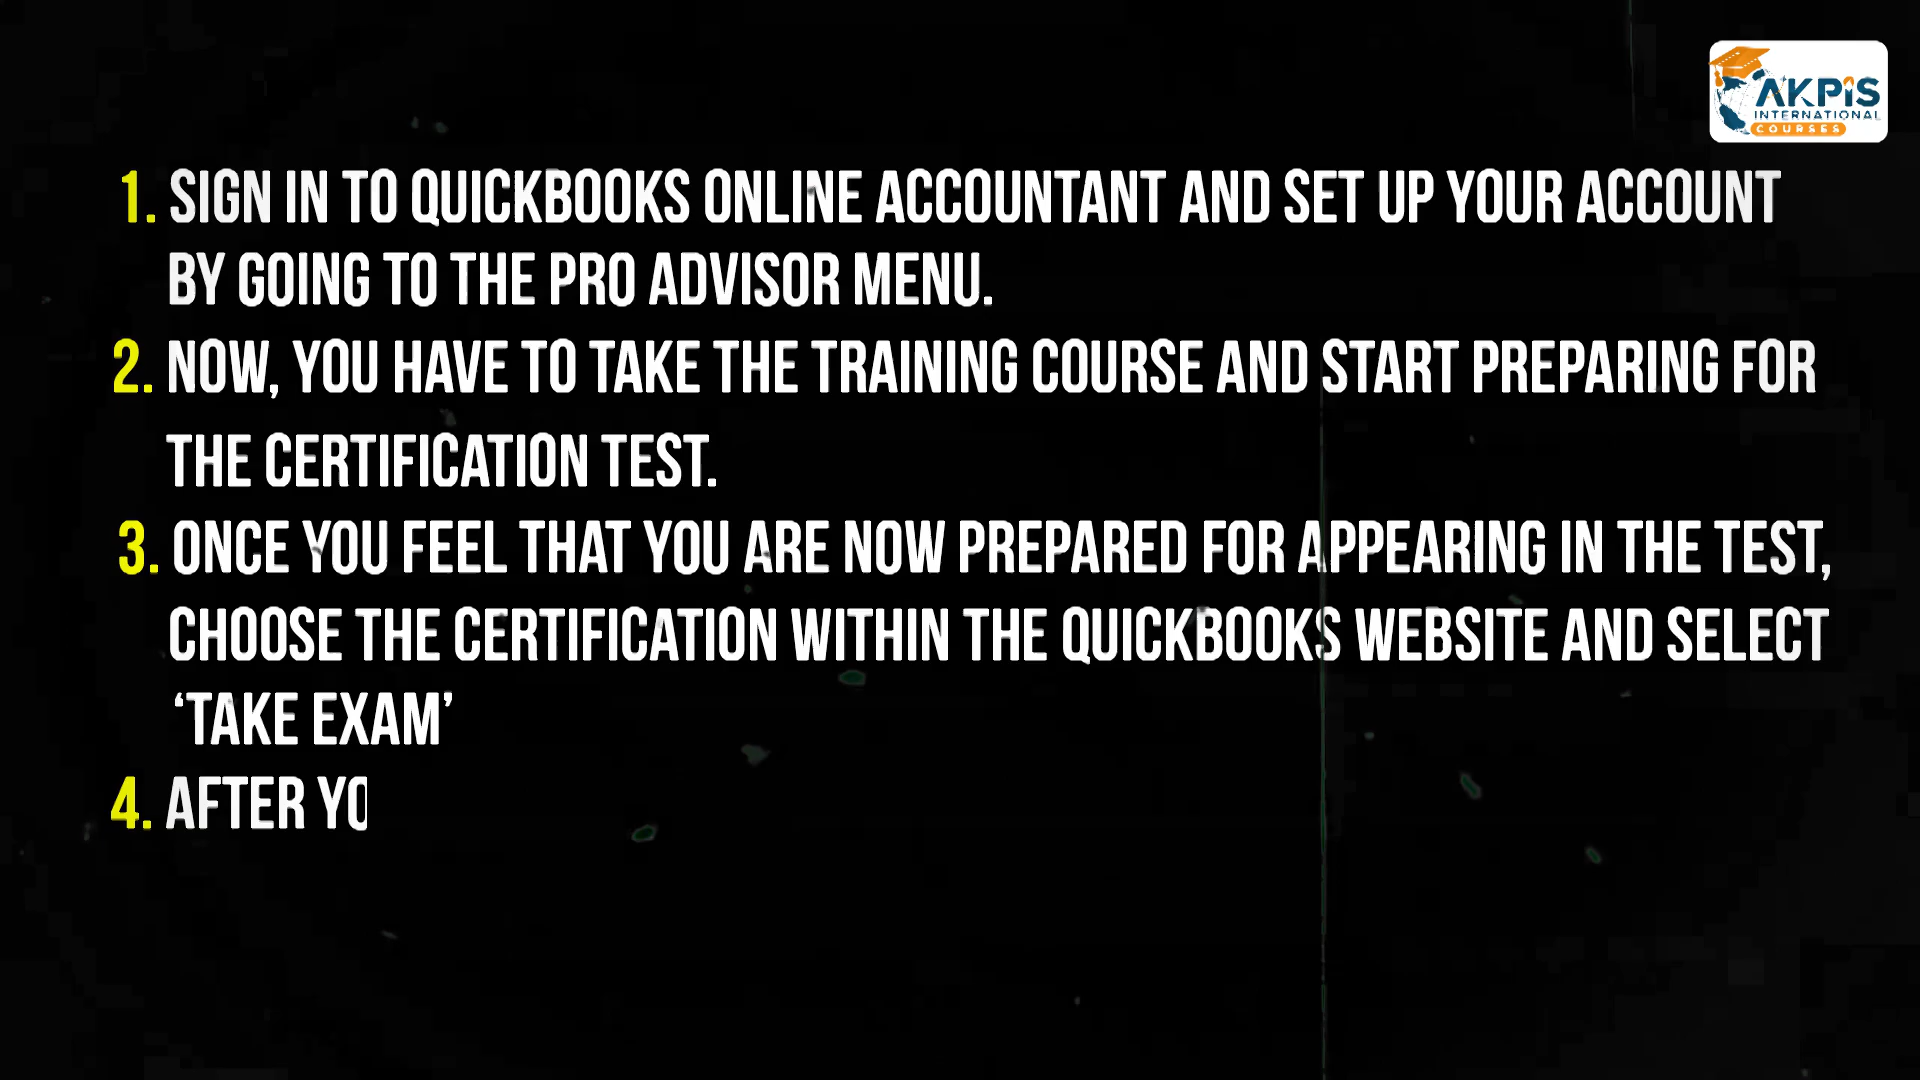 AKPIS
INTERNATIONAL
COURSES
1. SIGN IN TO QUICKBOOKS ONLINE ACCOUNTANT AND SET UP YOUR ACCOUNT
BY GOING TO THE PRO ADVISOR MENU.
2. NOW, YOU HAVE TO TAKE THE TRAINING COURSE AND START PREPARING FOR
THE CERTIFICATION TEST.
3. ONCE YOU FEEL THAT YOU ARE NOW PREPARED FOR APPEARING IN THE TEST,
CHOOSE THE CERTIFICATION WITHIN THE QUICKBOOKS WEBSITE AND SELECT
‘TAKE EXAM’
4. AFTER YO